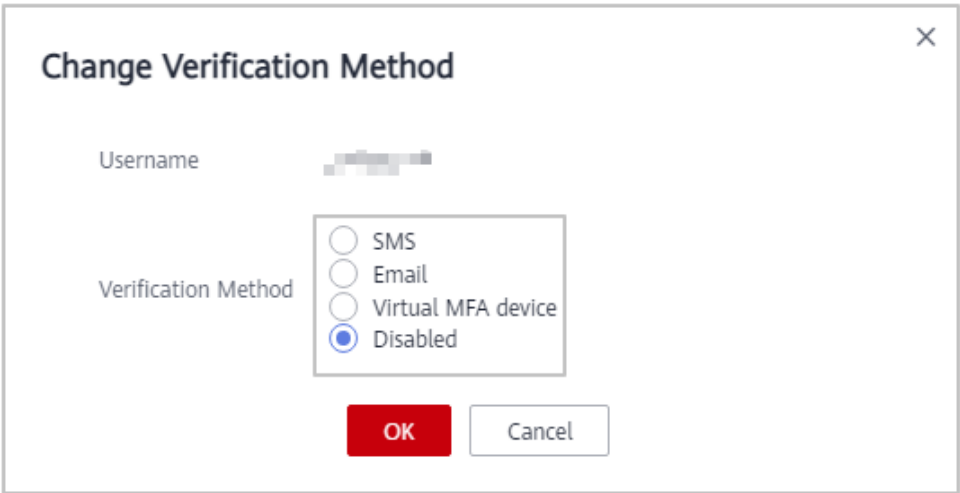 Change Verification Method
Username
Verification Method
SMS
Email
Virtual MFA device
Disabled
OK
Cancel